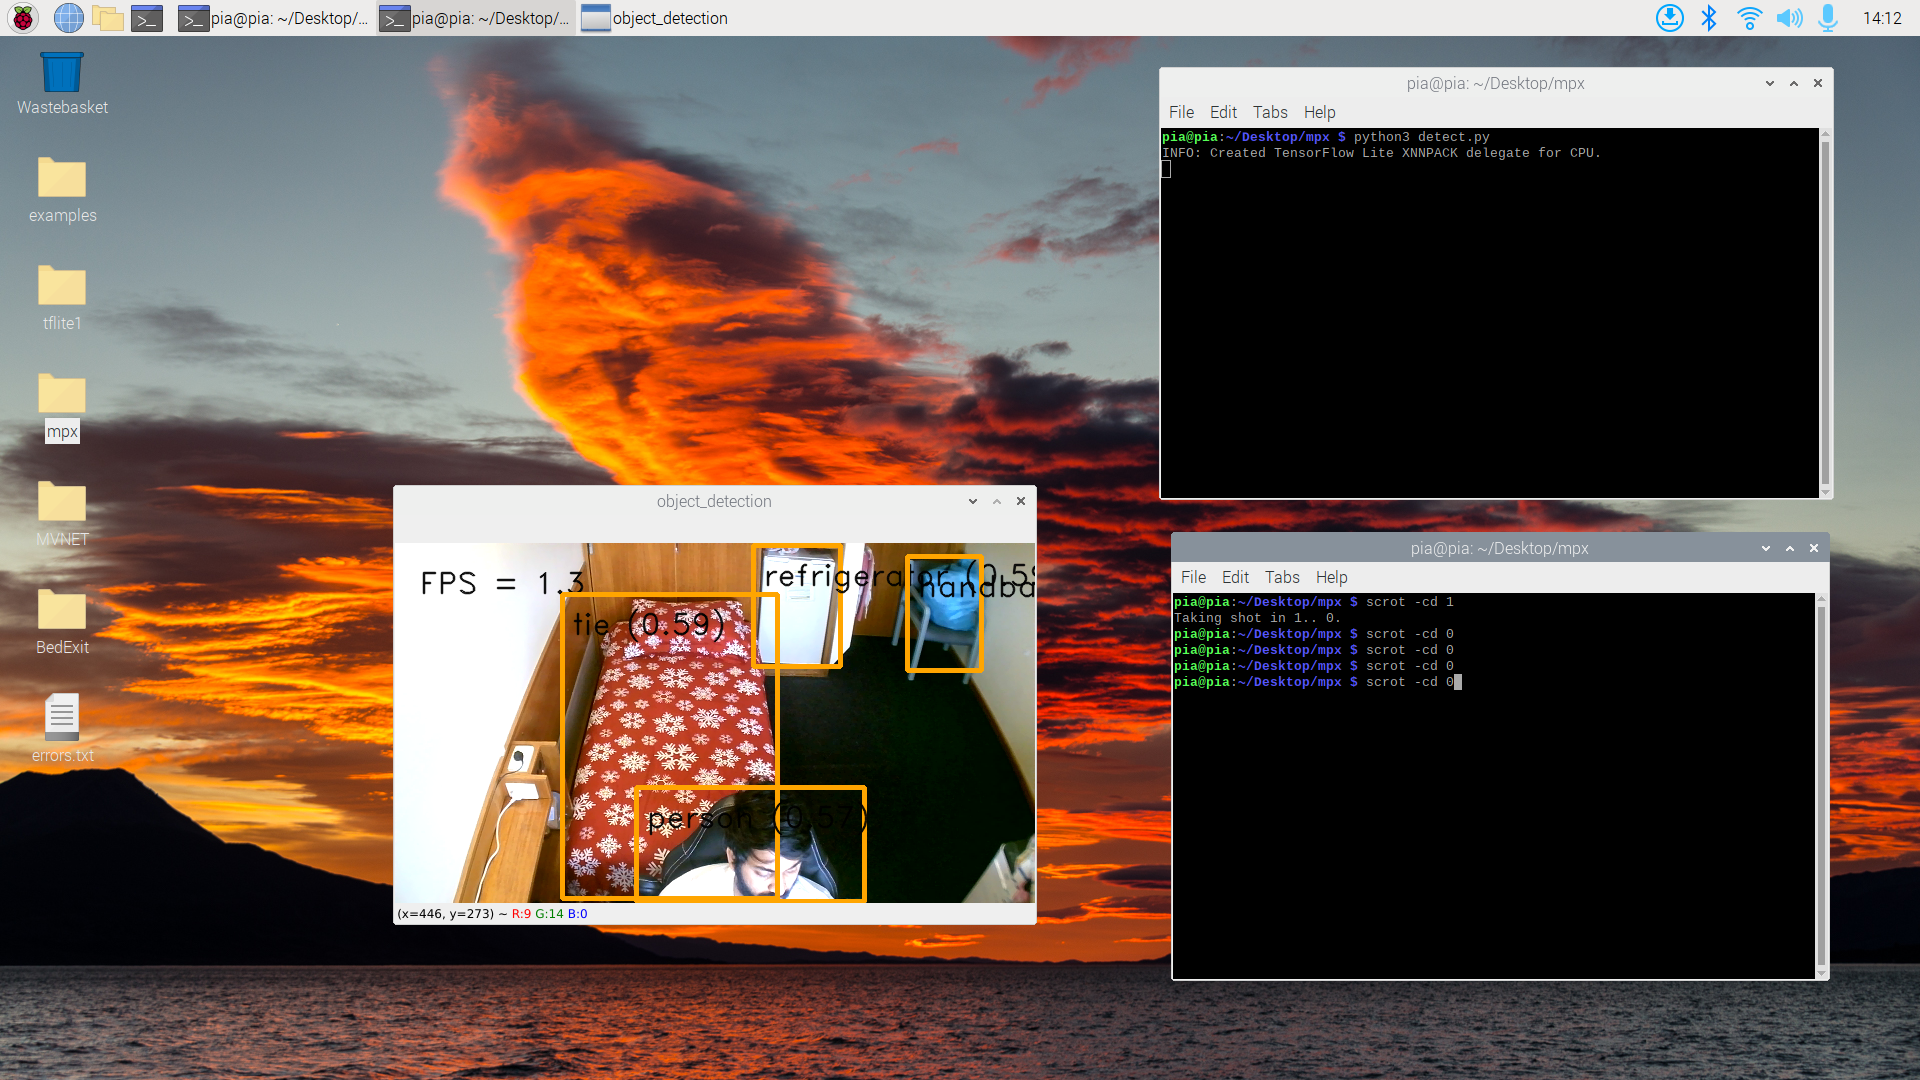 pia@pia: ~/Desktop/...
pia@pia: ~/Desktop/...
object_detection
14:12
Wastebasket
examples
tflite1
mpx
MVNET
BedExit
errors.txt
pia@pia: ~/Desktop/mpx
File Edit Tabs Help
pia@pia:~/Desktop/mpx $ python3 detect.py
INFO: Created TensorFlow Lite XNNPACK delegate for CPU.
object_detection
FPS = 1.3
refrigerator (0.59
handba
tie (0.59)
person (0.57)
(x=446, y=273) ~ R:9 G:14 B:0
pia@pia: ~/Desktop/mpx
File Edit Tabs Help
pia@pia:~/Desktop/mpx $ scrot -cd 1
Taking shot in 1.. 0.
pia@pia:~/Desktop/mpx $ scrot -cd 0
pia@pia:~/Desktop/mpx $ scrot -cd 0
pia@pia:~/Desktop/mpx $ scrot -cd 0
pia@pia:~/Desktop/mpx $ scrot -cd 0